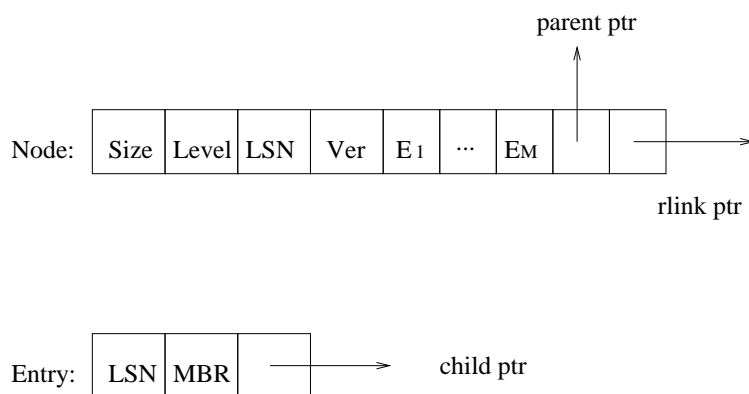 parent ptr
Node: Size Level LSN Ver E1 ... EM
rlink ptr
Entry: LSN MBR child ptr